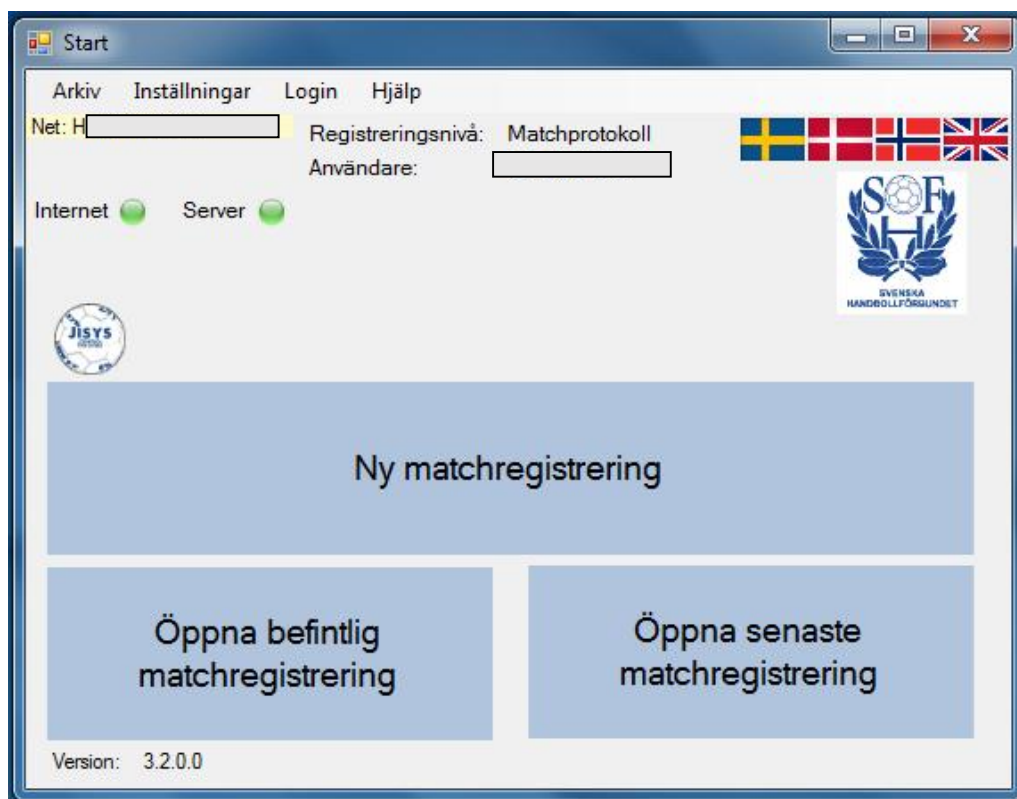 Start
Arkiv Inställningar Login Hjälp
Net: H
Registreringsnivå: Matchprotokoll
Användare:
Internet Server
S F
H
SVENSKA
HANDBOLLFÖRBUNDET
JISYS
Ny matchregistrering
Öppna befintlig
matchregistrering
Öppna senaste
matchregistrering
Version: 3.2.0.0